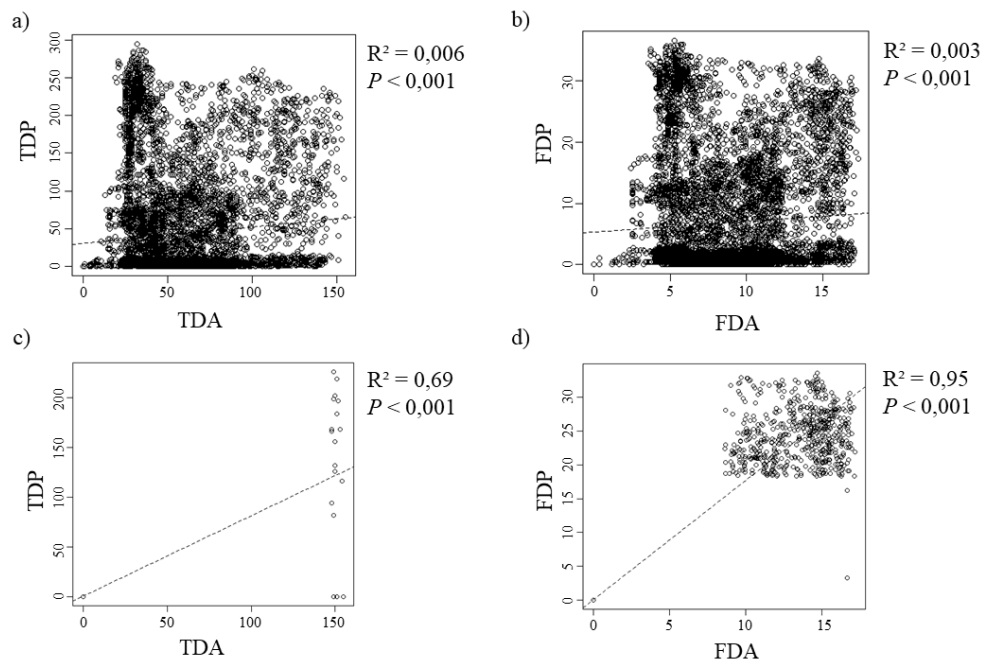 a)
R² = 0,006
P < 0,001
300
250
200
150
100
50
0
TDP
0 50 100 150
TDA
b)
R² = 0,003
P < 0,001
30
20
10
0
FDP
0 5 10 15
FDA
c)
R² = 0,69
P < 0,001
200
150
100
50
0
TDP
0 50 100 150
TDA
d)
R² = 0,95
P < 0,001
30
25
20
15
10
5
0
FDP
0 5 10 15
FDA